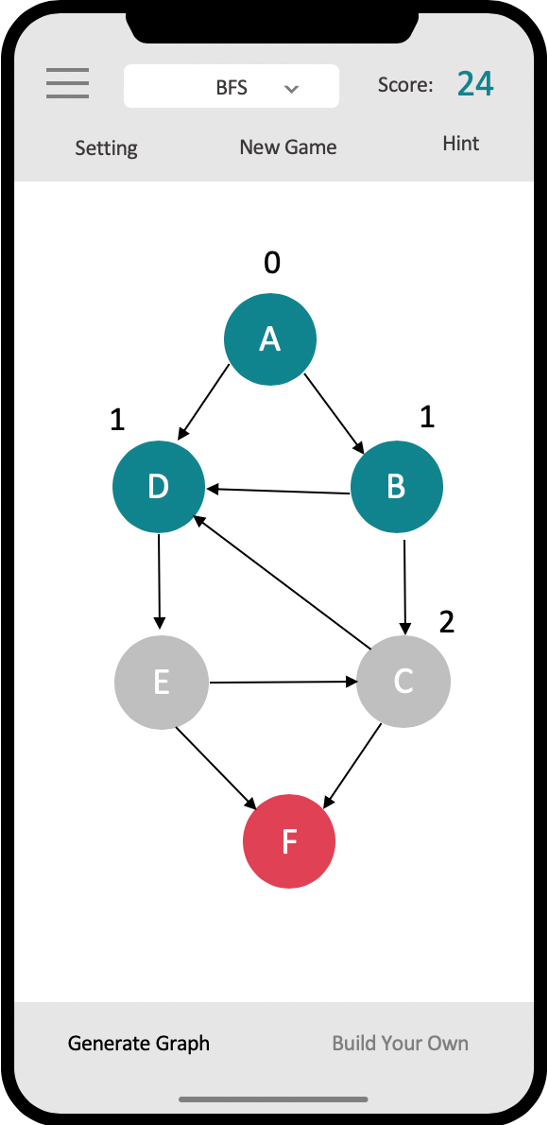 BFS
Score: 24
Setting
New Game
Hint
0
A
1
1
D
B
2
E
C
F
Generate Graph
Build Your Own